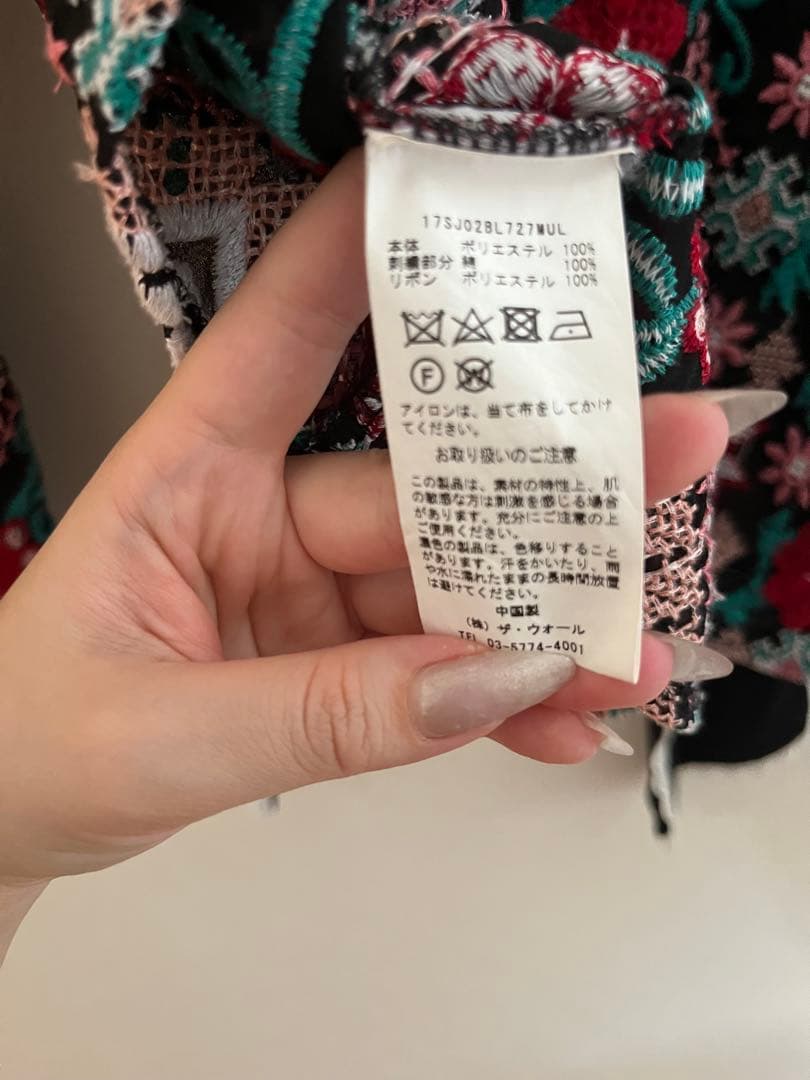 17SJ02BL727MUL
本体 ポリエステル 100%
刺繍部分 綿 100%
リボン ポリエステル 100%
F W
アイロンは、当て布をしてかけ
てください。
お取り扱いのご注意
この製品は、素材の特性上、肌
の敏感な方は刺激を感じる場合
があります。充分にご注意の上
ご使用ください。
濃色の製品は、色移りすること
があります。汗をかいたり、雨
や水に濡れたままの長時間放置
は避けてください。
中国製
(株) ザ・ウォール
TEL 03-5774-4001